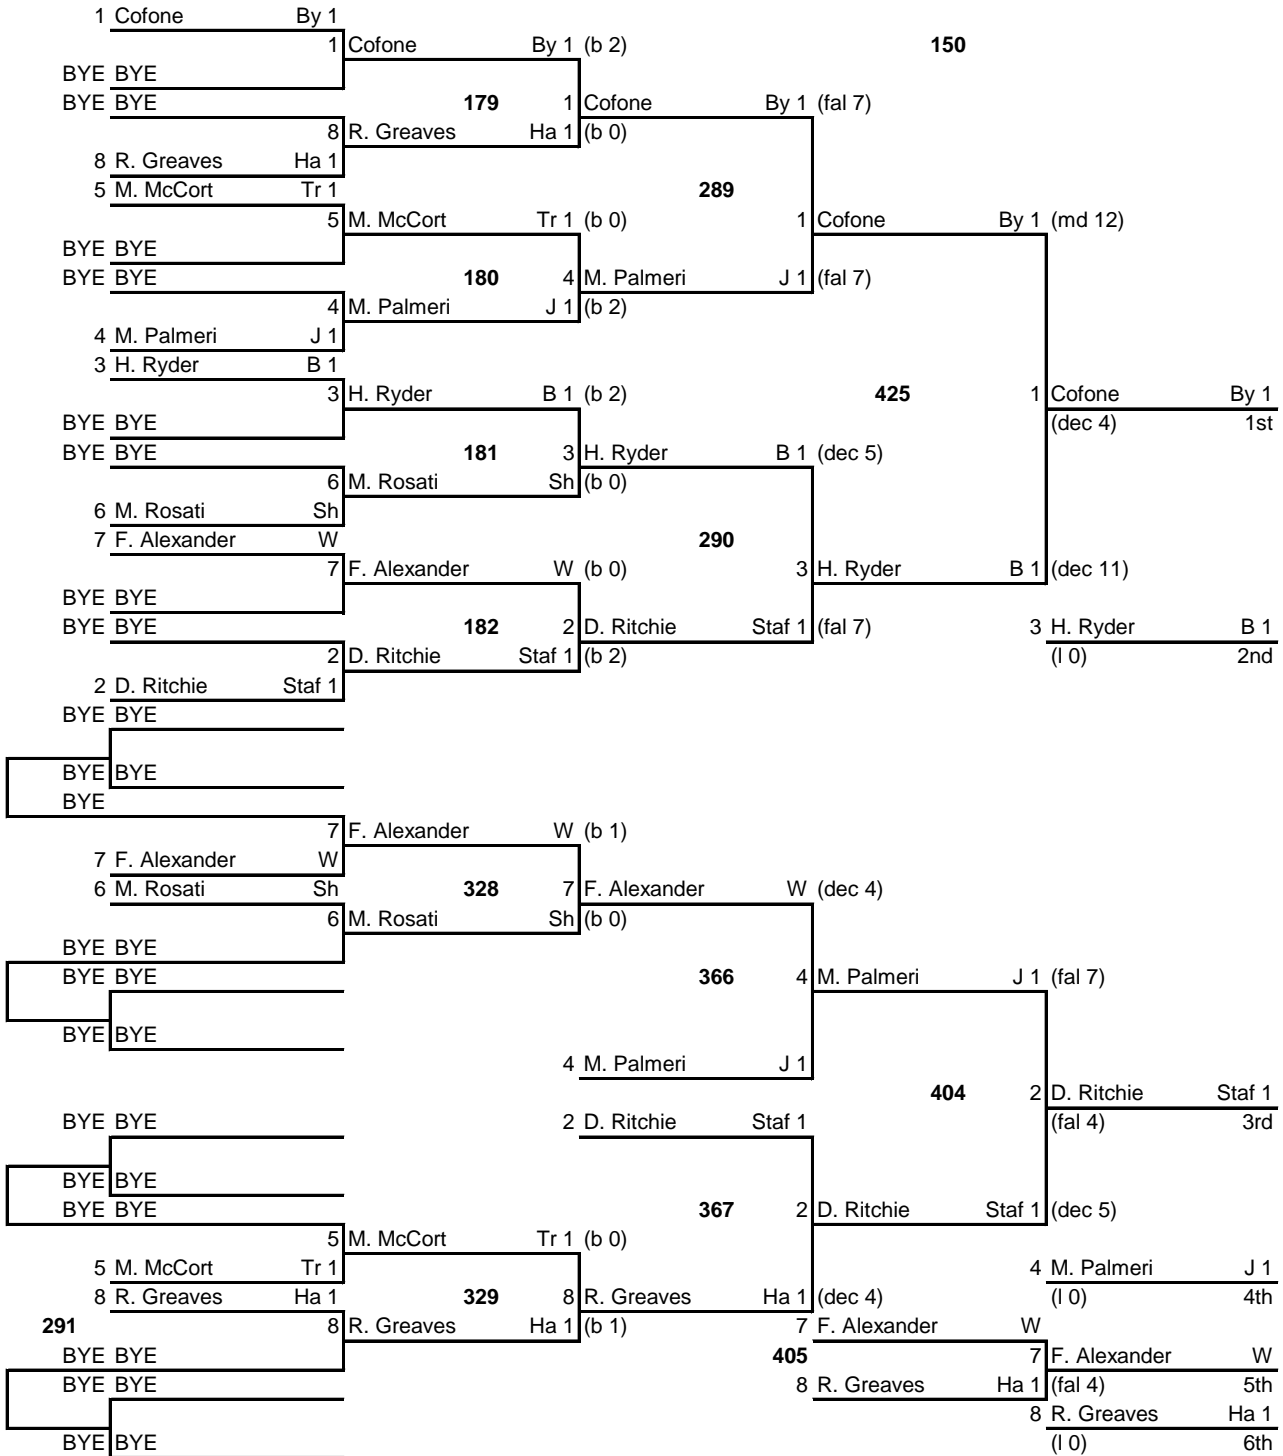 1 Cofone By 1
1 Cofone By 1 (b 2) 150
BYE BYE
BYE BYE 179 1 Cofone By 1 (fal 7)
8 R. Greaves Ha 1 (b 0)
8 R. Greaves Ha 1
5 M. McCort Tr 1 289
5 M. McCort Tr 1 (b 0) 1 Cofone By 1 (md 12)
BYE BYE
BYE BYE 180 4 M. Palmeri J 1 (fal 7)
4 M. Palmeri J 1 (b 2)
4 M. Palmeri J 1
3 H. Ryder B 1
3 H. Ryder B 1 (b 2) 425 1 Cofone By 1
BYE BYE (dec 4) 1st
BYE BYE 181 3 H. Ryder B 1 (dec 5)
6 M. Rosati Sh (b 0)
6 M. Rosati Sh
7 F. Alexander W 290
7 F. Alexander W (b 0) 3 H. Ryder B 1 (dec 11)
BYE BYE
BYE BYE 182 2 D. Ritchie Staf 1 (fal 7) 3 H. Ryder B 1
2 D. Ritchie Staf 1 (b 2) (l 0) 2nd
2 D. Ritchie Staf 1
BYE BYE
BYE BYE
BYE
7 F. Alexander W (b 1)
7 F. Alexander W
6 M. Rosati Sh 328 7 F. Alexander W (dec 4)
6 M. Rosati Sh (b 0)
BYE BYE
BYE BYE 366 4 M. Palmeri J 1 (fal 7)
BYE BYE
4 M. Palmeri J 1
404 2 D. Ritchie Staf 1
BYE BYE 2 D. Ritchie Staf 1 (fal 4) 3rd
BYE BYE
BYE BYE 367 2 D. Ritchie Staf 1 (dec 5)
5 M. McCort Tr 1 (b 0)
5 M. McCort Tr 1 4 M. Palmeri J 1
8 R. Greaves Ha 1 329 8 R. Greaves Ha 1 (dec 4) (l 0) 4th
291 8 R. Greaves Ha 1 (b 1) 7 F. Alexander W
BYE BYE 405 7 F. Alexander W
BYE BYE 8 R. Greaves Ha 1 (fal 4) 5th
8 R. Greaves Ha 1
BYE BYE (l 0) 6th